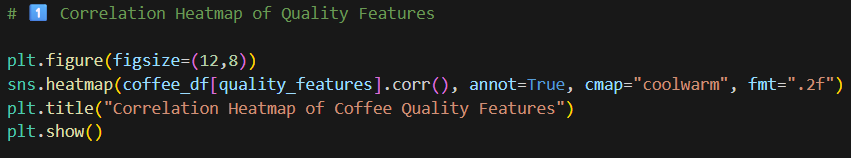 # 1️⃣ Correlation Heatmap of Quality Features
plt.figure(figsize=(12,8))
sns.heatmap(coffee_df[quality_features].corr(), annot=True, cmap="coolwarm", fmt=".2f")
plt.title("Correlation Heatmap of Coffee Quality Features")
plt.show()